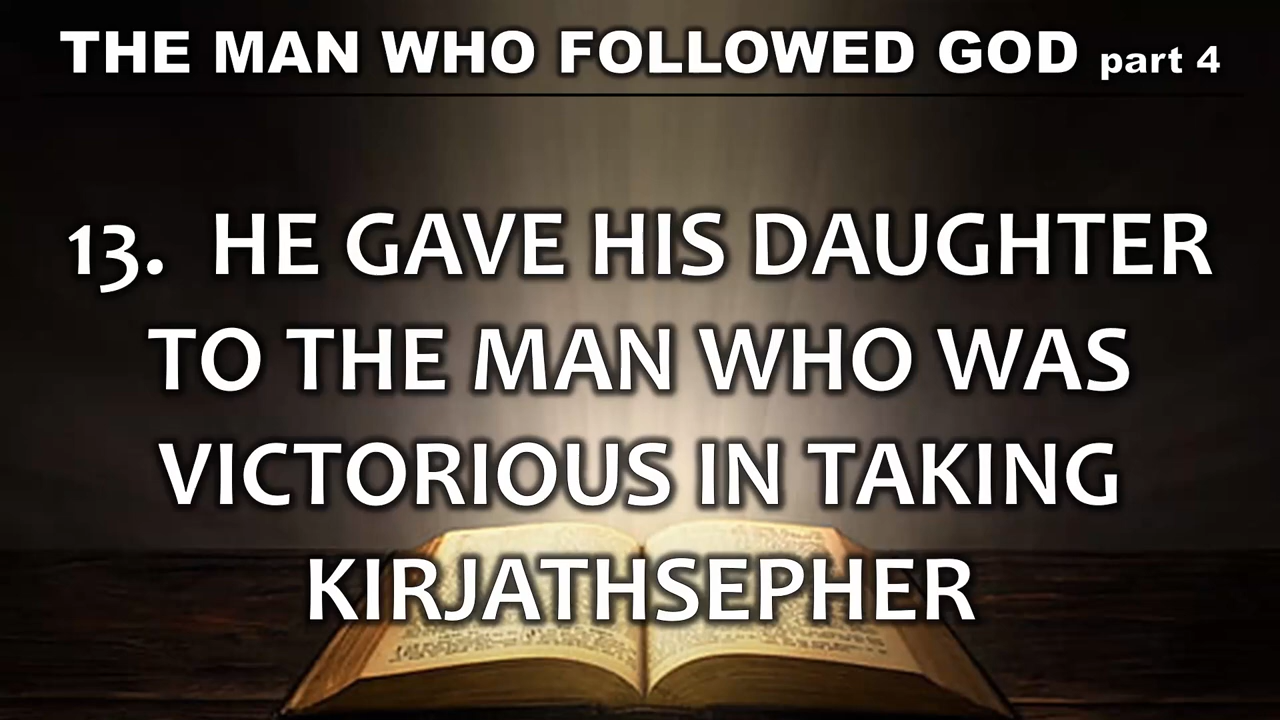 THE MAN WHO FOLLOWED GOD part 4
13. HE GAVE HIS DAUGHTER
TO THE MAN WHO WAS
VICTORIOUS IN TAKING
KIRJATHSEPHER